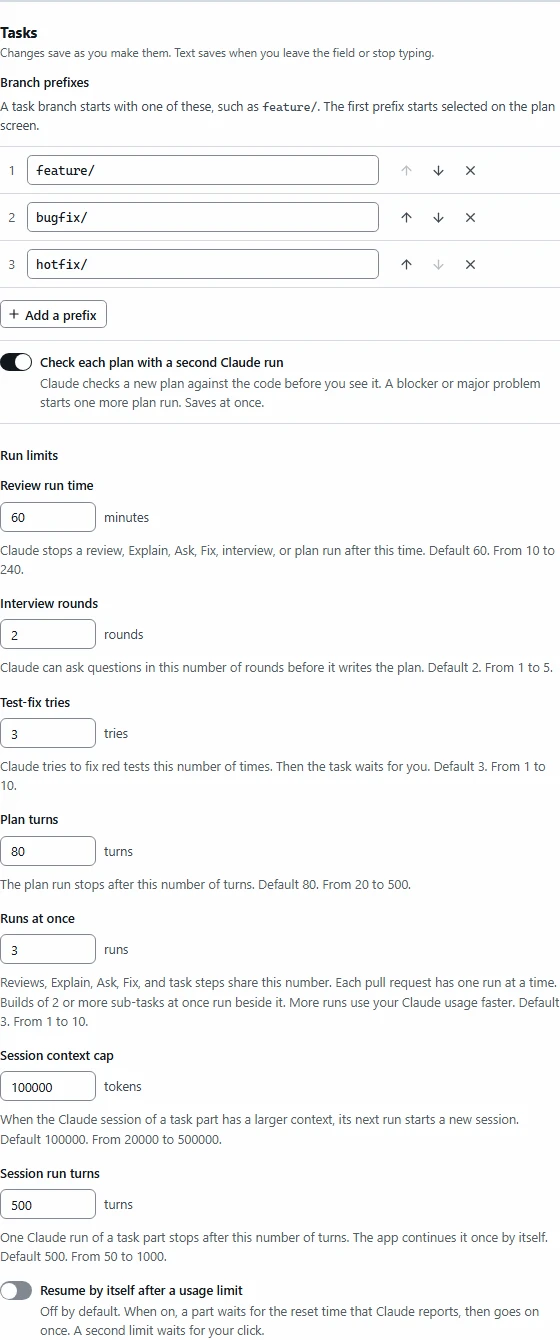 Tasks
Changes save as you make them. Text saves when you leave the field or stop typing.
Branch prefixes
A task branch starts with one of these, such as feature/. The first prefix starts selected on the plan
screen.
1 feature/ ↑ ↓ ×
2 bugfix/ ↑ ↓ ×
3 hotfix/ ↑ ↓ ×
+ Add a prefix
Check each plan with a second Claude run
Claude checks a new plan against the code before you see it. A blocker or major problem
starts one more plan run. Saves at once.
Run limits
Review run time
60 minutes
Claude stops a review, Explain, Ask, Fix, interview, or plan run after this time. Default 60. From 10 to
240.
Interview rounds
2 rounds
Claude can ask questions in this number of rounds before it writes the plan. Default 2. From 1 to 5.
Test-fix tries
3 tries
Claude tries to fix red tests this number of times. Then the task waits for you. Default 3. From 1 to
10.
Plan turns
80 turns
The plan run stops after this number of turns. Default 80. From 20 to 500.
Runs at once
3 runs
Reviews, Explain, Ask, Fix, and task steps share this number. Each pull request has one run at a time.
Builds of 2 or more sub-tasks at once run beside it. More runs use your Claude usage faster. Default
3. From 1 to 10.
Session context cap
100000 tokens
When the Claude session of a task part has a larger context, its next run starts a new session.
Default 100000. From 20000 to 500000.
Session run turns
500 turns
One Claude run of a task part stops after this number of turns. The app continues it once by itself.
Default 500. From 50 to 1000.
Resume by itself after a usage limit
Off by default. When on, a part waits for the reset time that Claude reports, then goes on
once. A second limit waits for your click.